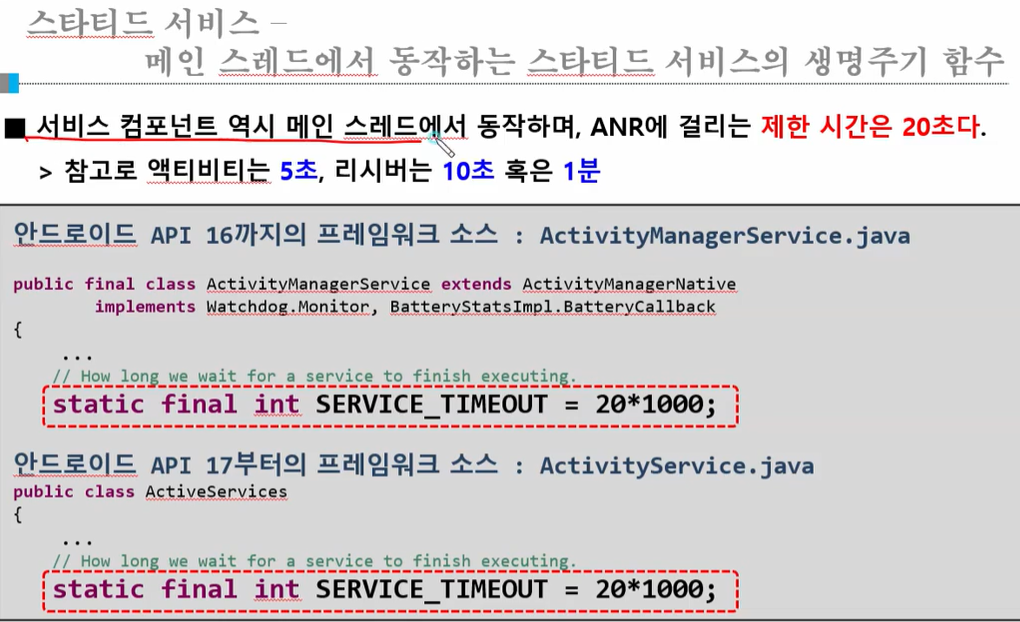 스타티드 서비스 –
메인 스레드에서 동작하는 스타티드 서비스의 생명주기 함수
■ 서비스 컴포넌트 역시 메인 스레드에서 동작하며, ANR에 걸리는 제한 시간은 20초다.
> 참고로 액티비티는 5초, 리시버는 10초 혹은 1분
안드로이드 API 16까지의 프레임워크 소스 : ActivityManagerService.java
public final class ActivityManagerService extends ActivityManagerNative
implements Watchdog.Monitor, BatteryStatsImpl.BatteryCallback
{
...
// How long we wait for a service to finish executing.
static final int SERVICE_TIMEOUT = 20*1000;
안드로이드 API 17부터의 프레임워크 소스 : ActivityService.java
public class ActiveServices
{
...
// How long we wait for a service to finish executing.
static final int SERVICE_TIMEOUT = 20*1000;